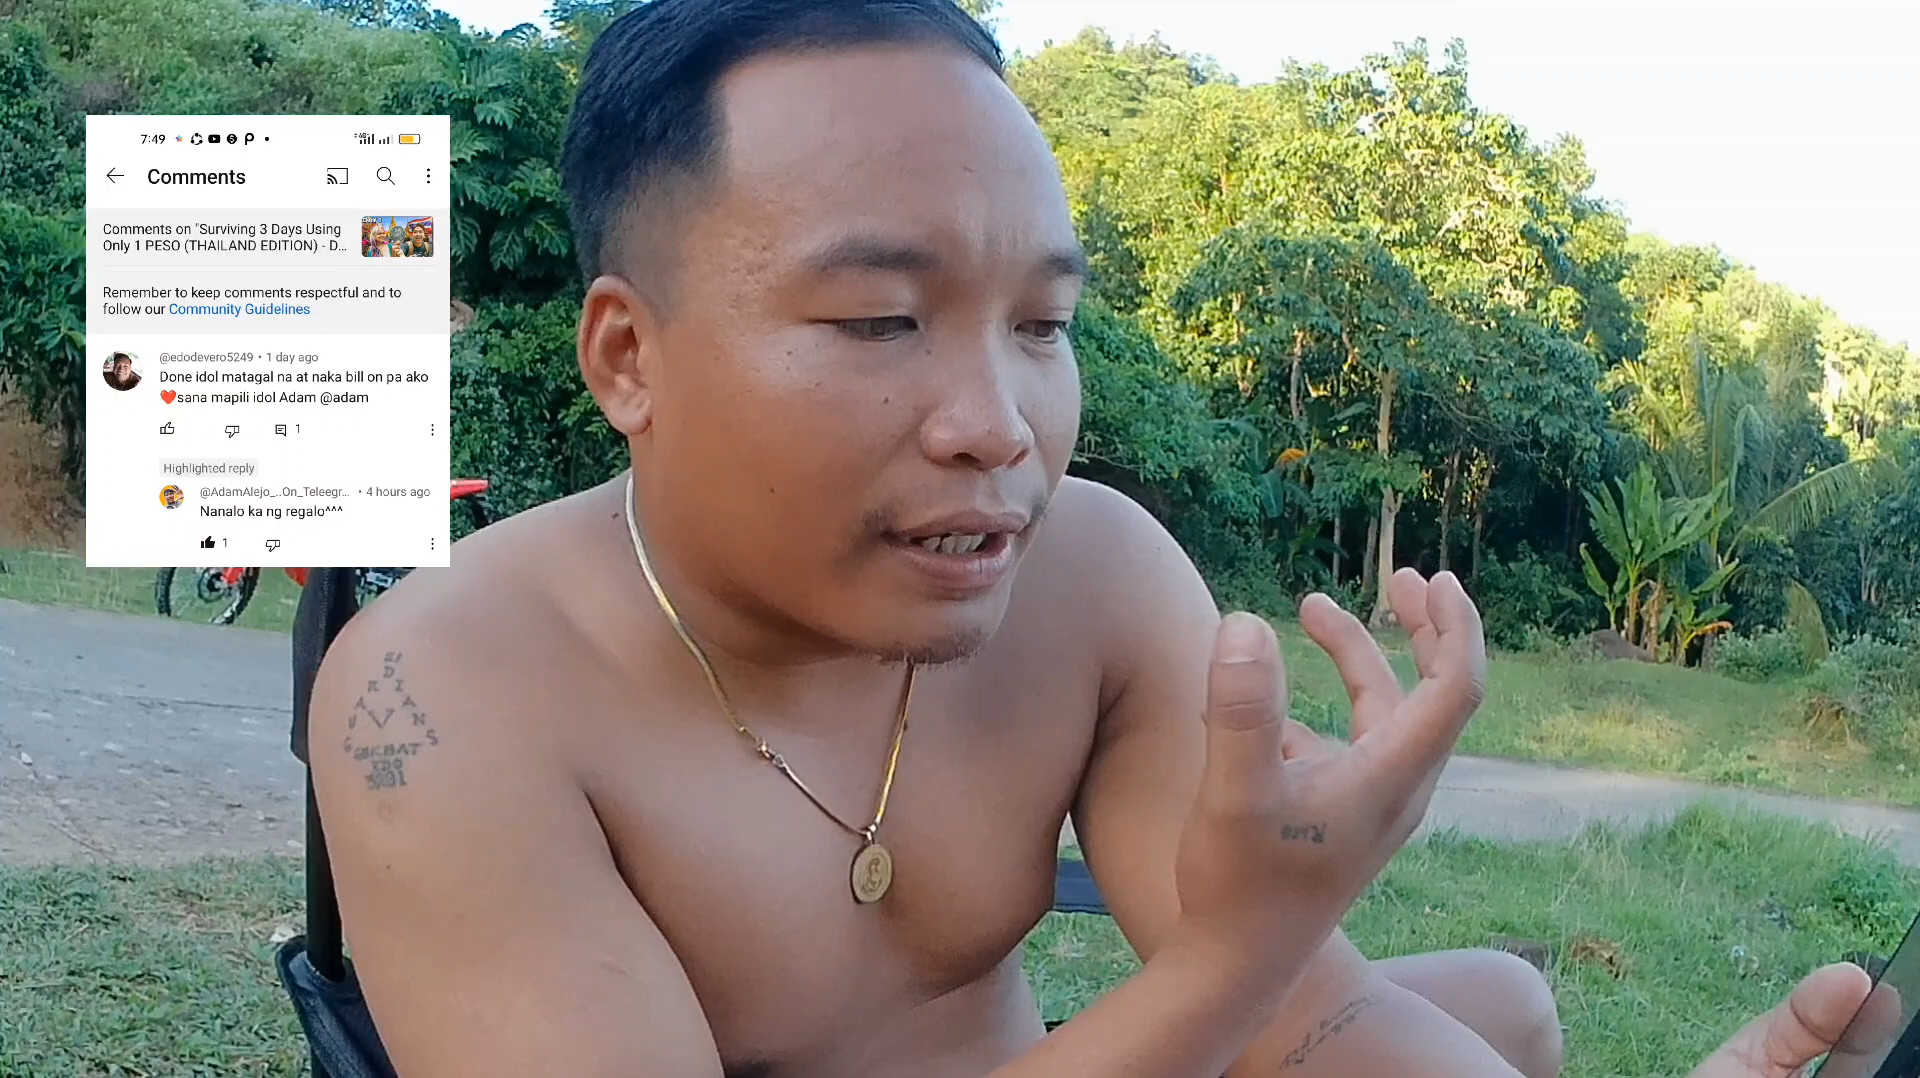 7:49
Comments
Comments on "Surviving 3 Days Using
Only 1 PESO (THAILAND EDITION) - D...
Remember to keep comments respectful and to
follow our Community Guidelines
@edodevero5249 • 1 day ago
Done idol matagal na at naka bill on pa ako
❤️sana mapili idol Adam @adam
1
Highlighted reply
@AdamAlejo_..On_Teleegr... • 4 hours ago
Nanalo ka ng regalo^^^
1